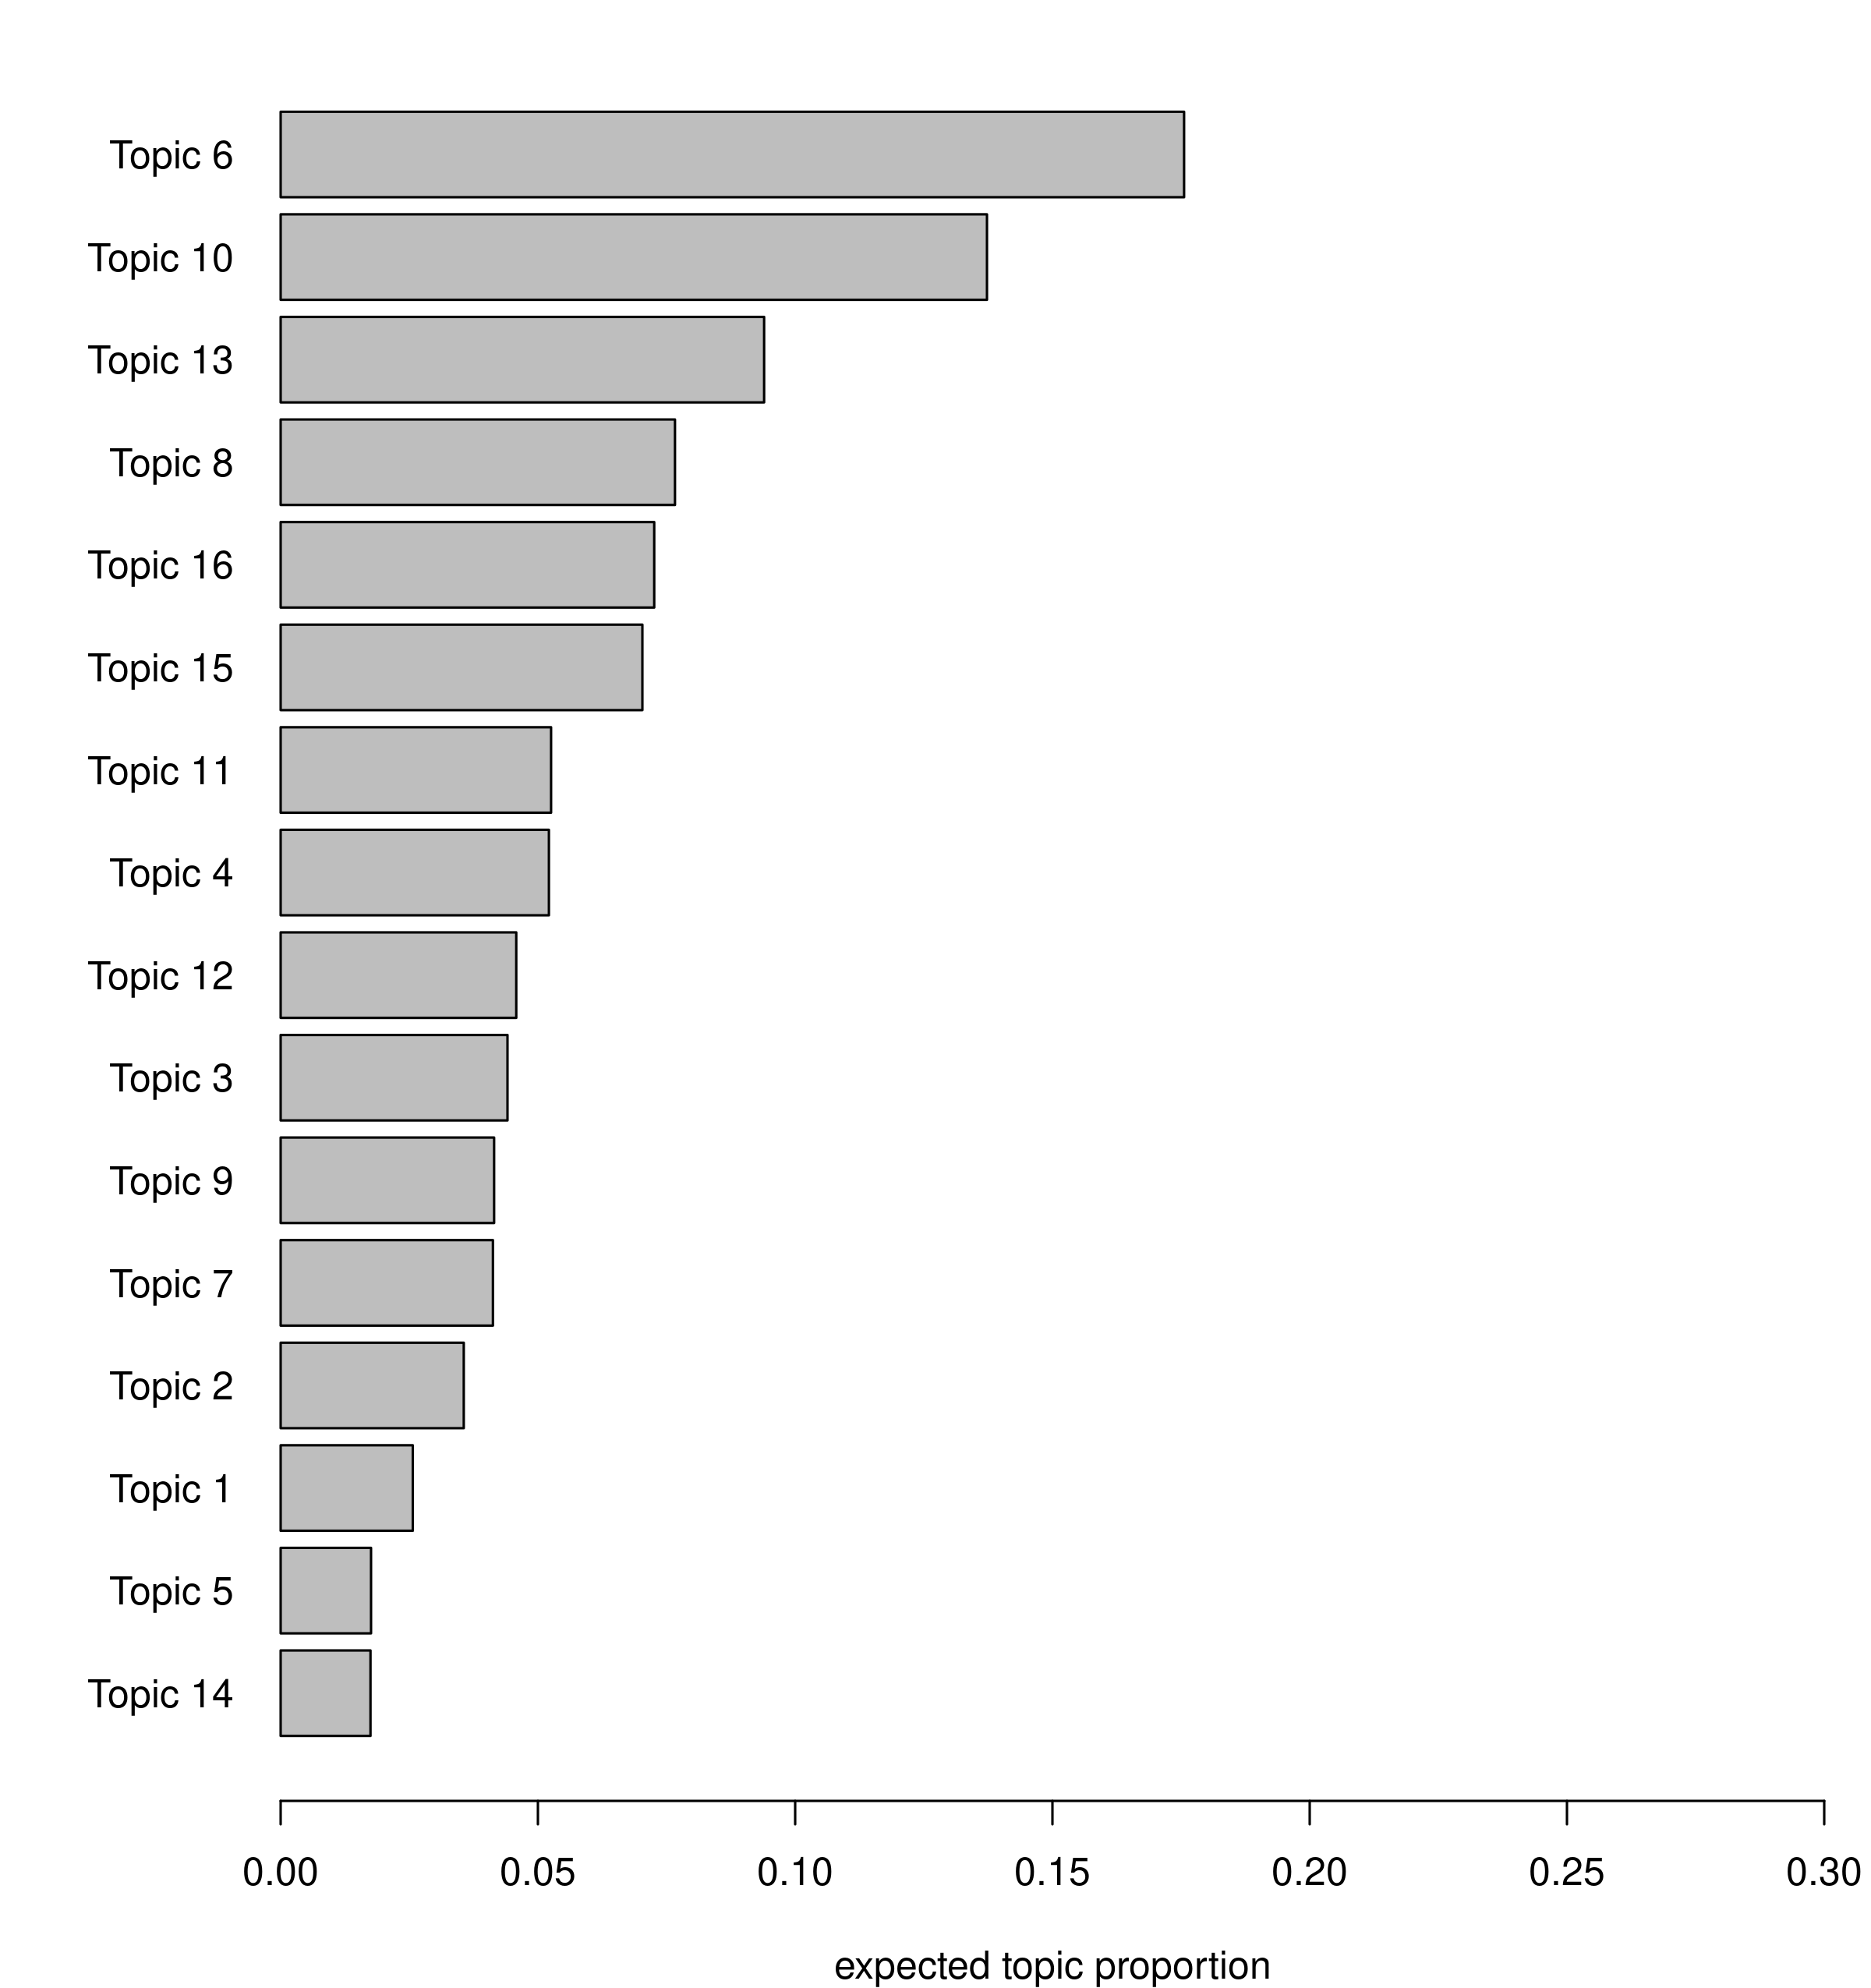 Topic 6
Topic 10
Topic 13
Topic 8
Topic 16
Topic 15
Topic 11
Topic 4
Topic 12
Topic 3
Topic 9
Topic 7
Topic 2
Topic 1
Topic 5
Topic 14
0.00 0.05 0.10 0.15 0.20 0.25 0.30
expected topic proportion